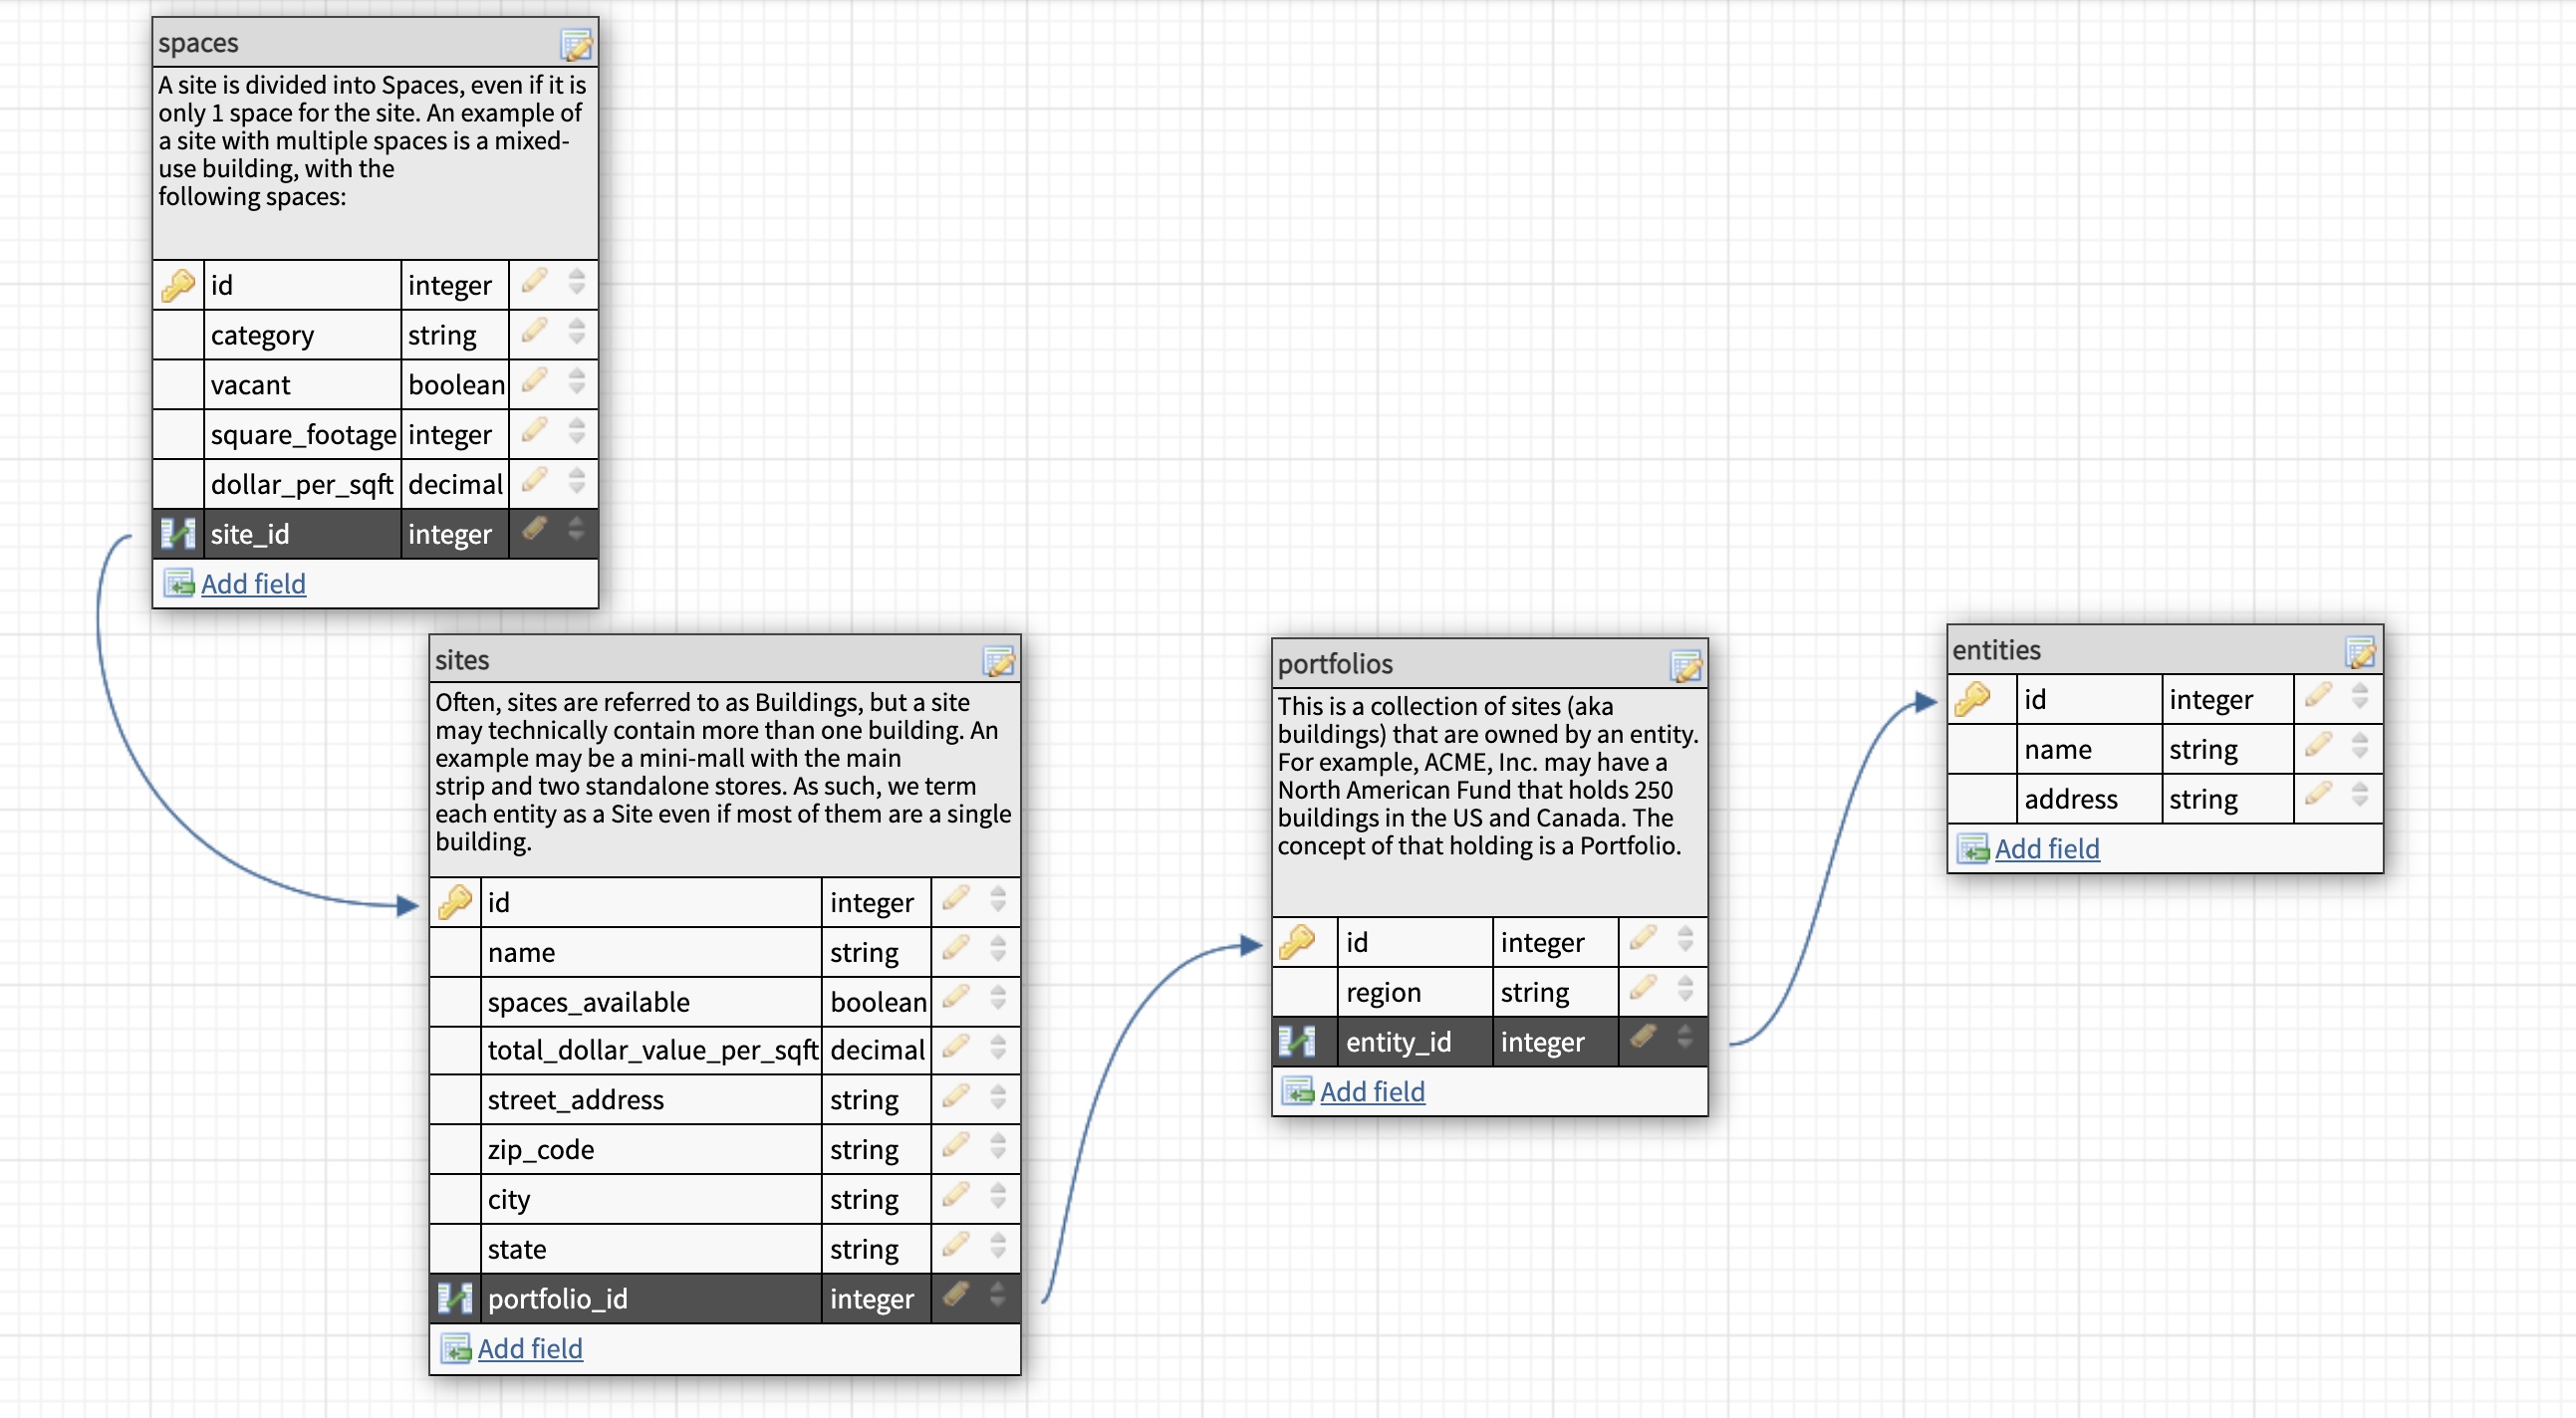 spaces
A site is divided into Spaces, even if it is
only 1 space for the site. An example of
a site with multiple spaces is a mixed-
use building, with the
following spaces:
id integer
category string
vacant boolean
square_footage integer
dollar_per_sqft decimal
site_id integer
Add field
sites
Often, sites are referred to as Buildings, but a site
may technically contain more than one building. An
example may be a mini-mall with the main
strip and two standalone stores. As such, we term
each entity as a Site even if most of them are a single
building.
id integer
name string
spaces_available boolean
total_dollar_value_per_sqft decimal
street_address string
zip_code string
city string
state string
portfolio_id integer
Add field
portfolios
This is a collection of sites (aka
buildings) that are owned by an entity.
For example, ACME, Inc. may have a
North American Fund that holds 250
buildings in the US and Canada. The
concept of that holding is a Portfolio.
id integer
region string
entity_id integer
Add field
entities
id integer
name string
address string
Add field